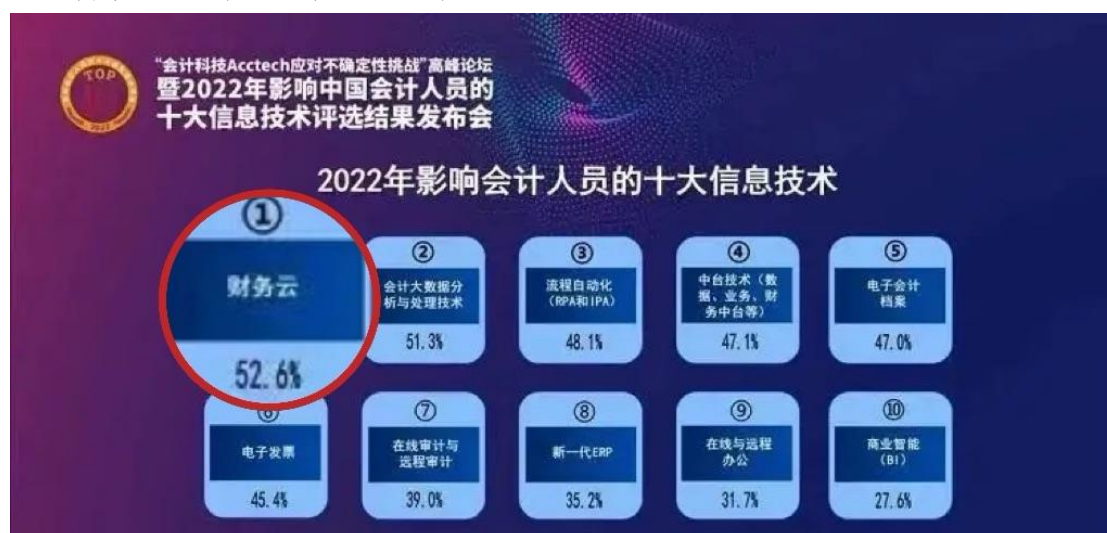 TOP
“会计科技Acctech应对不确定性挑战”高峰论坛
暨2022年影响中国会计人员的
十大信息技术评选结果发布会
2022年影响会计人员的十大信息技术
①
财务云
52.6%
②
会计大数据分
析与处理技术
51.3%
③
流程自动化
(RPA和IPA)
48.1%
④
中台技术(数
据、业务、财
务中台等)
47.1%
⑤
电子会计
档案
47.0%
⑥
电子发票
45.4%
⑦
在线审计与
远程审计
39.0%
⑧
新一代ERP
35.2%
⑨
在线与远程
办公
31.7%
⑩
商业智能
(BI)
27.6%